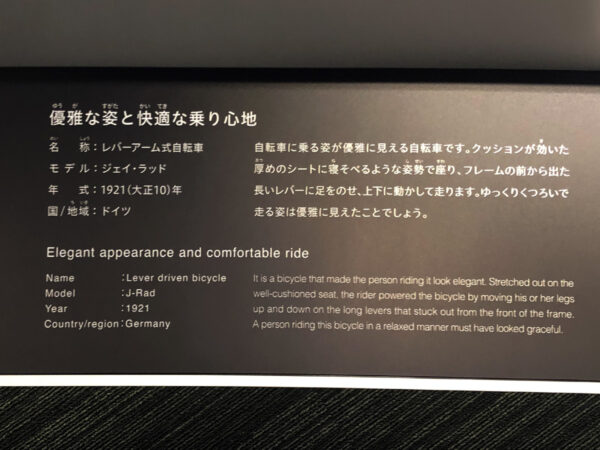 優雅な姿と快適な乗り心地
名 称：レバーアーム式自転車
モ デ ル：ジェイ・ラッド
年 式：1921（大正10）年
国/地域：ドイツ
自転車に乗る姿が優雅に見える自転車です。クッションが効いた
厚めのシートに寝そべるような姿勢で座り、フレームの前から出た
長いレバーに足をのせ、上下に動かして走ります。ゆっくりくつろいで
走る姿は優雅に見えたことでしょう。
Elegant appearance and comfortable ride
Name :Lever driven bicycle
Model :J-Rad
Year :1921
Country/region:Germany
It is a bicycle that made the person riding it look elegant. Stretched out on the
well-cushioned seat, the rider powered the bicycle by moving his or her legs
up and down on the long levers that stuck out from the front of the frame.
A person riding this bicycle in a relaxed manner must have looked graceful.